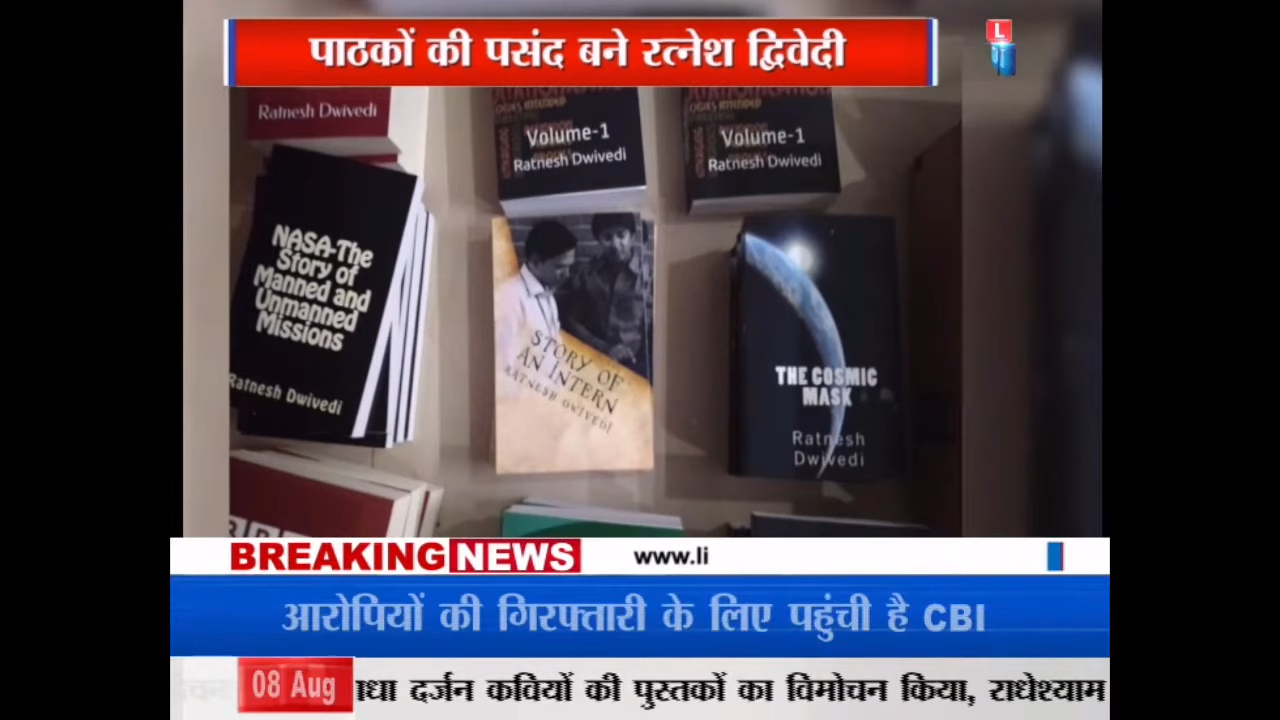 पाठकों की पसंद बने रत्नेश द्विवेदी
L
Ratnesh Dwivedi
Volume-1
Ratnesh Dwivedi
Volume-1
Ratnesh Dwivedi
NASA-The
Story of
Manned and
Unmanned
Missions
Ratnesh Dwivedi
STORY OF
AN INTERN
RATNESH DWIVEDI
THE COSMIC
MASK
Ratnesh
Dwivedi
BREAKING NEWS
www.li
आरोपियों की गिरफ्तारी के लिए पहुंची है CBI
08 Aug
ाधा दर्जन कवियों की पुस्तकों का विमोचन किया, राधेश्याम